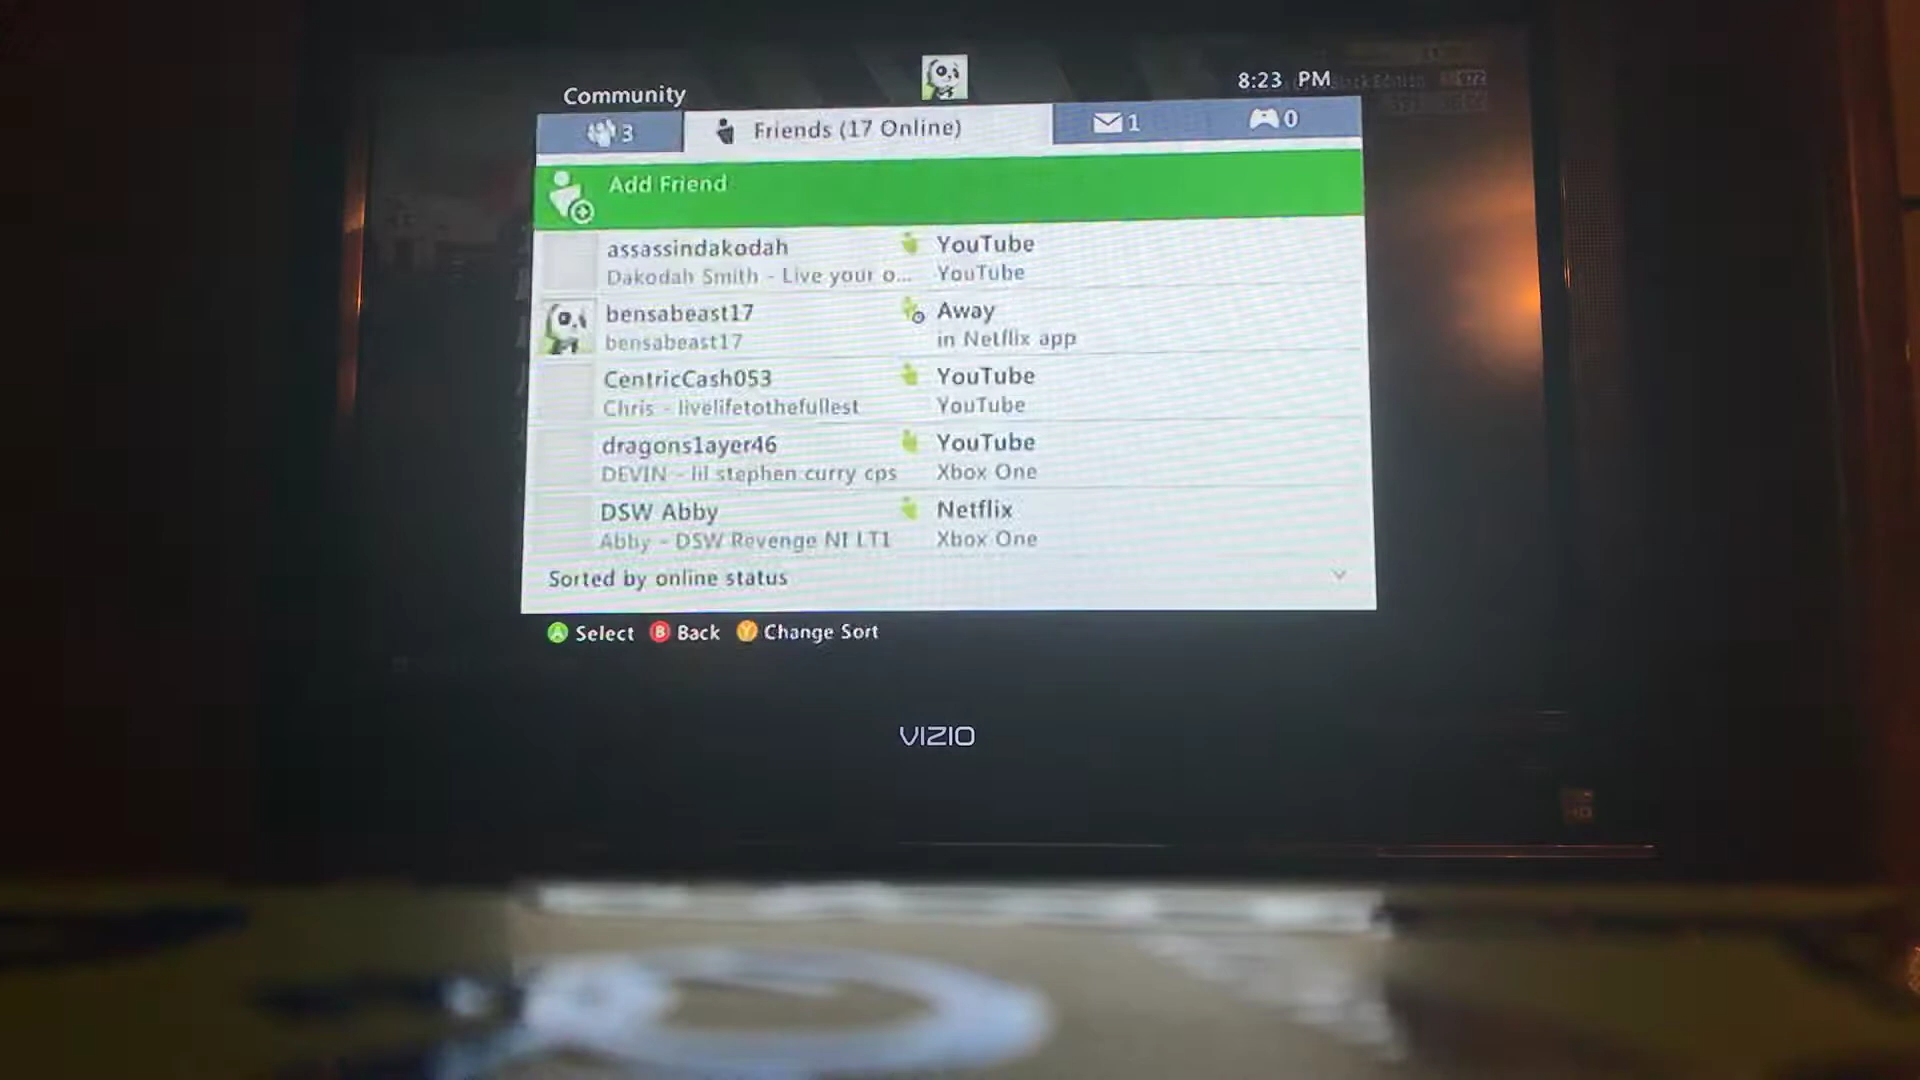 Community
8:23 PM
3
Friends (17 Online)
1
0
Add Friend
assassindakodah
YouTube
Dakodah Smith - Live your o...
YouTube
bensabeast17
Away
bensabeast17
in Netflix app
CentricCash053
YouTube
Chris - livelifetothefullest
YouTube
dragons1ayer46
YouTube
DEVIN - lil stephen curry cps
Xbox One
DSW Abby
Netflix
Abby - DSW Revenge NI LT1
Xbox One
Sorted by online status
A Select B Back Y Change Sort
VIZIO